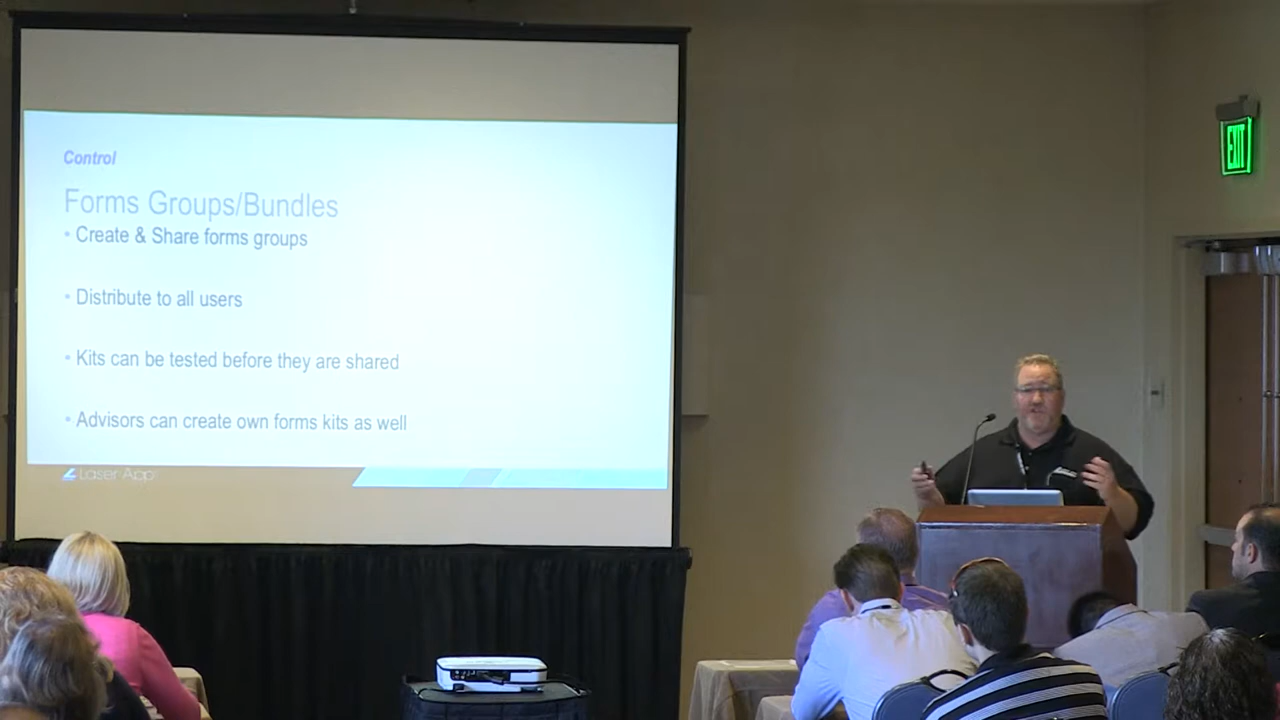 Control
Forms Groups/Bundles
• Create & Share forms groups
• Distribute to all users
• Kits can be tested before they are shared
• Advisors can create own forms kits as well
Laser App
EXIT